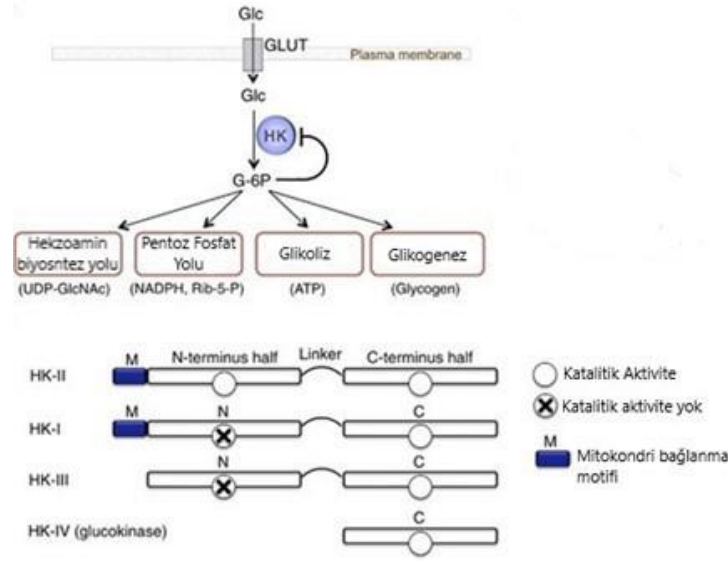 Glc
GLUT
Plasma membrane
Glc
HK
G-6P
Hekzoamin
biyosntez yolu
(UDP-GlcNAc)
Pentoz Fosfat
Yolu
(NADPH, Rib-5-P)
Glikoliz
(ATP)
Glikogenez
(Glycogen)
M N-terminus half Linker C-terminus half
HK-II
M N C
HK-I
N C
HK-III
C
HK-IV (glucokinase)
Katalitik Aktivite
Katalitik aktivite yok
M
Mitokondri bağlanma
motifi